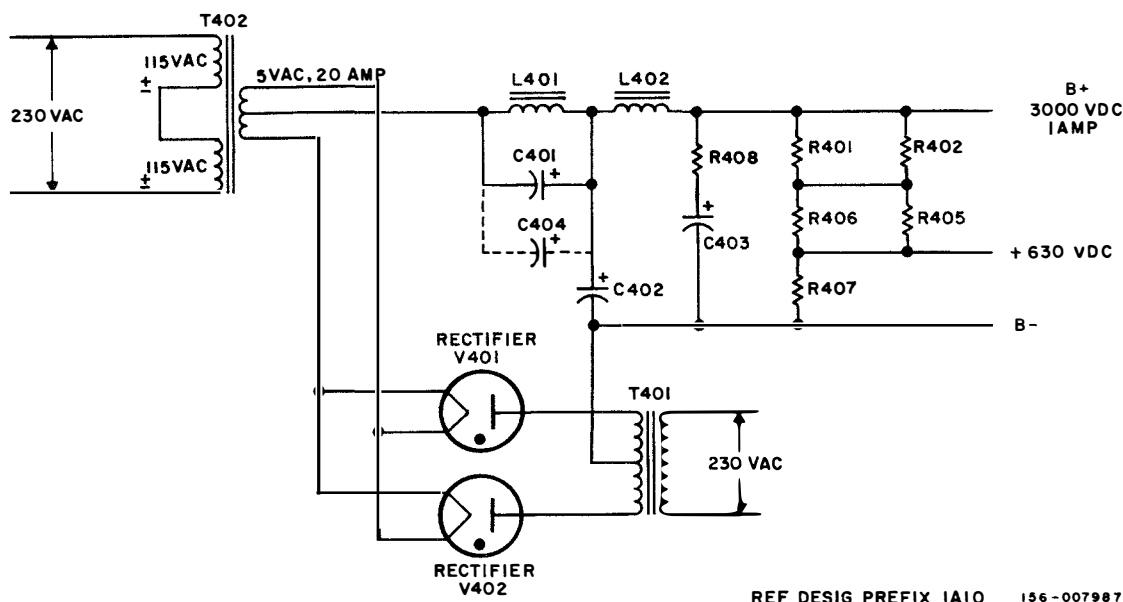 T402
115VAC
±
5VAC, 20 AMP
230 VAC
±
115VAC
L401
L402
B+
3000 VDC
1AMP
C401
+
R408
R401
R402
C404
+
+
C403
R406
R405
+ 630 VDC
+
C402
R407
B-
RECTIFIER
V401
T401
230 VAC
RECTIFIER
V402
REF DESIG PREFIX 1A10 156-007987